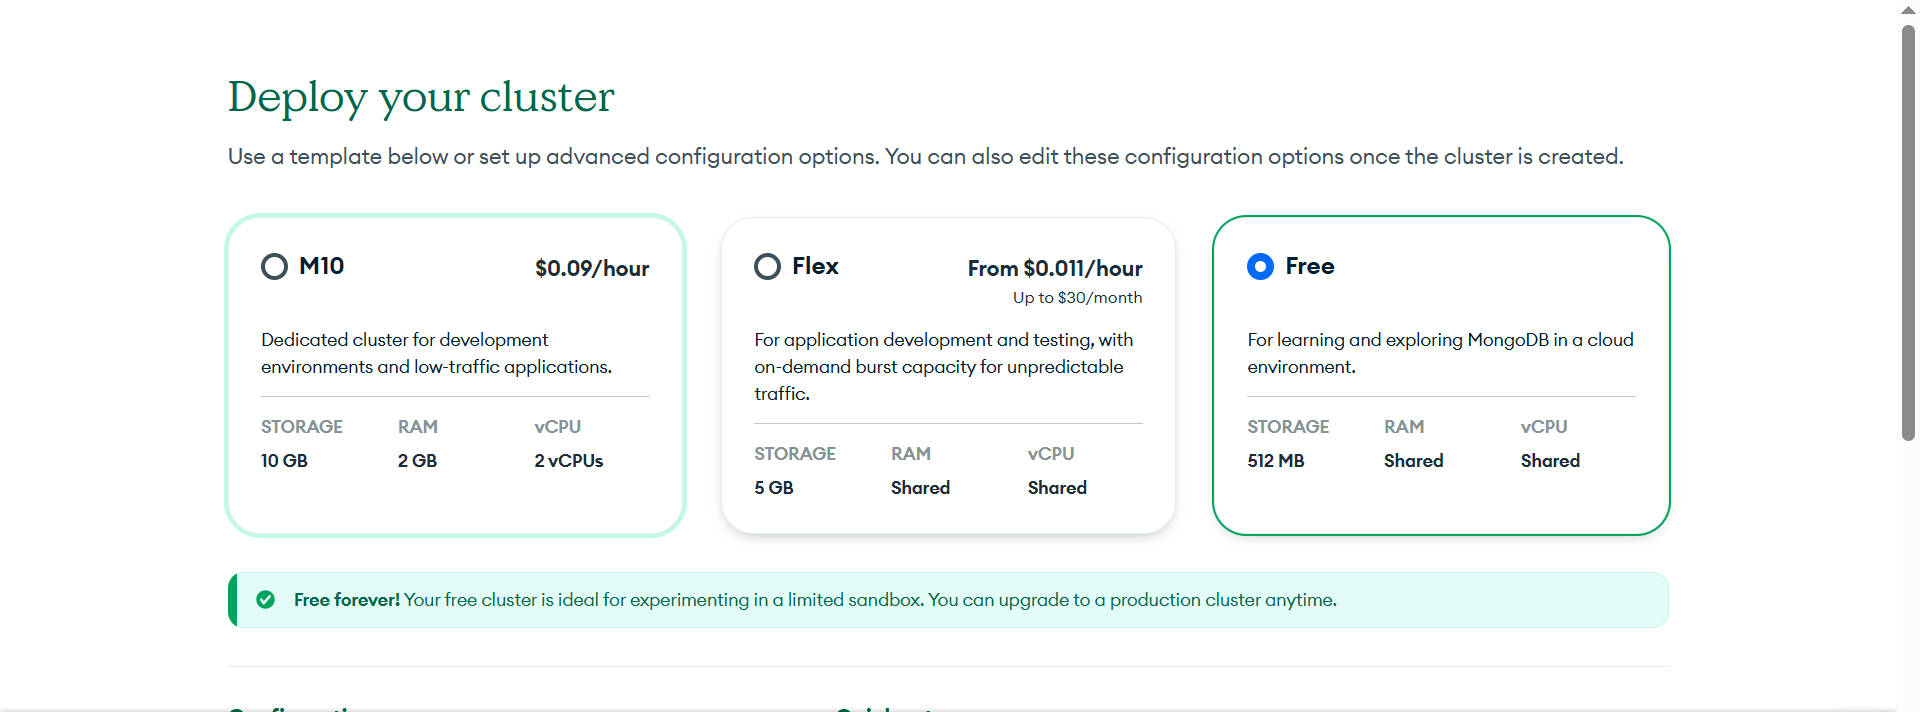 Deploy your cluster
Use a template below or set up advanced configuration options. You can also edit these configuration options once the cluster is created.
M10
$0.09/hour
Dedicated cluster for development
environments and low-traffic applications.
STORAGE RAM vCPU
10 GB 2 GB 2 vCPUs
Flex
From $0.011/hour
Up to $30/month
For application development and testing, with
on-demand burst capacity for unpredictable
traffic.
STORAGE RAM vCPU
5 GB Shared Shared
Free
For learning and exploring MongoDB in a cloud
environment.
STORAGE RAM vCPU
512 MB Shared Shared
Free forever! Your free cluster is ideal for experimenting in a limited sandbox. You can upgrade to a production cluster anytime.